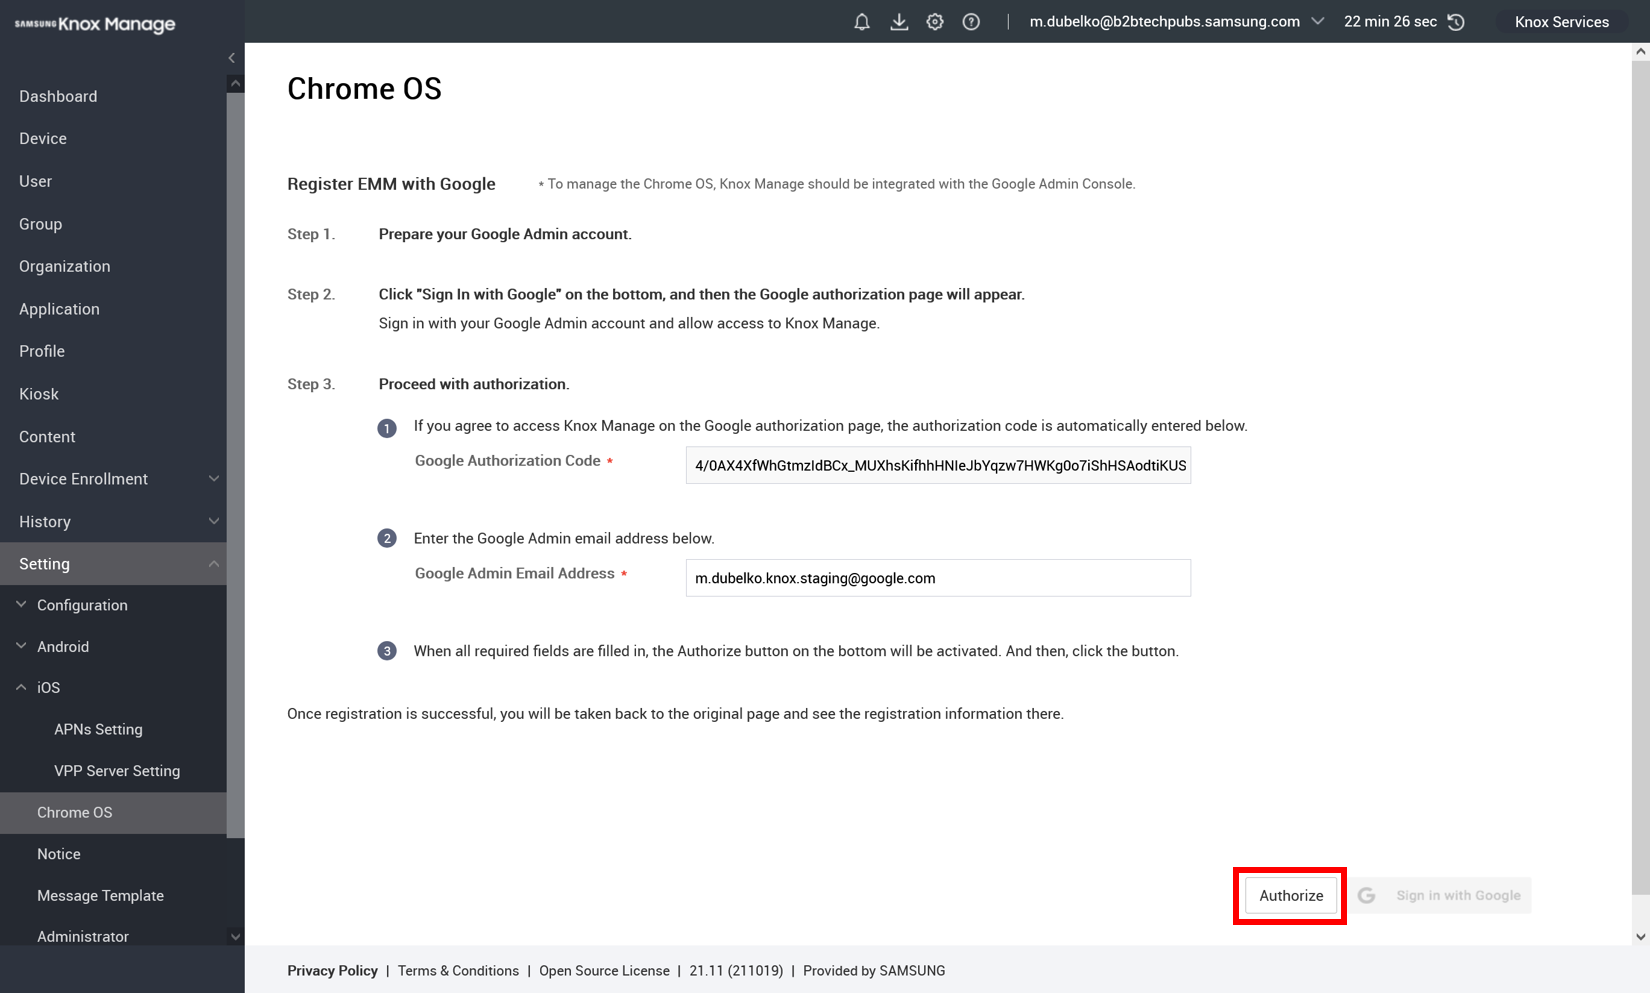 SAMSUNG Knox Manage
m.dubelko@b2btechpubs.samsung.com
22 min 26 sec
Knox Services
Dashboard
Device
User
Group
Organization
Application
Profile
Kiosk
Content
Device Enrollment
History
Setting
Configuration
Android
iOS
APNs Setting
VPP Server Setting
Chrome OS
Notice
Message Template
Administrator
Chrome OS
Register EMM with Google * To manage the Chrome OS, Knox Manage should be integrated with the Google Admin Console.
Step 1. Prepare your Google Admin account.
Step 2. Click "Sign In with Google" on the bottom, and then the Google authorization page will appear.
Sign in with your Google Admin account and allow access to Knox Manage.
Step 3. Proceed with authorization.
1 If you agree to access Knox Manage on the Google authorization page, the authorization code is automatically entered below.
Google Authorization Code * 4/0AX4XfWhGtmzIdBCx_MUXhsKifhhHNIeJbYqzw7HWKg0o7iShHSAodtiKUS
2 Enter the Google Admin email address below.
Google Admin Email Address * m.dubelko.knox.staging@google.com
3 When all required fields are filled in, the Authorize button on the bottom will be activated. And then, click the button.
Once registration is successful, you will be taken back to the original page and see the registration information there.
Authorize
G Sign in with Google
Privacy Policy | Terms & Conditions | Open Source License | 21.11 (211019) | Provided by SAMSUNG